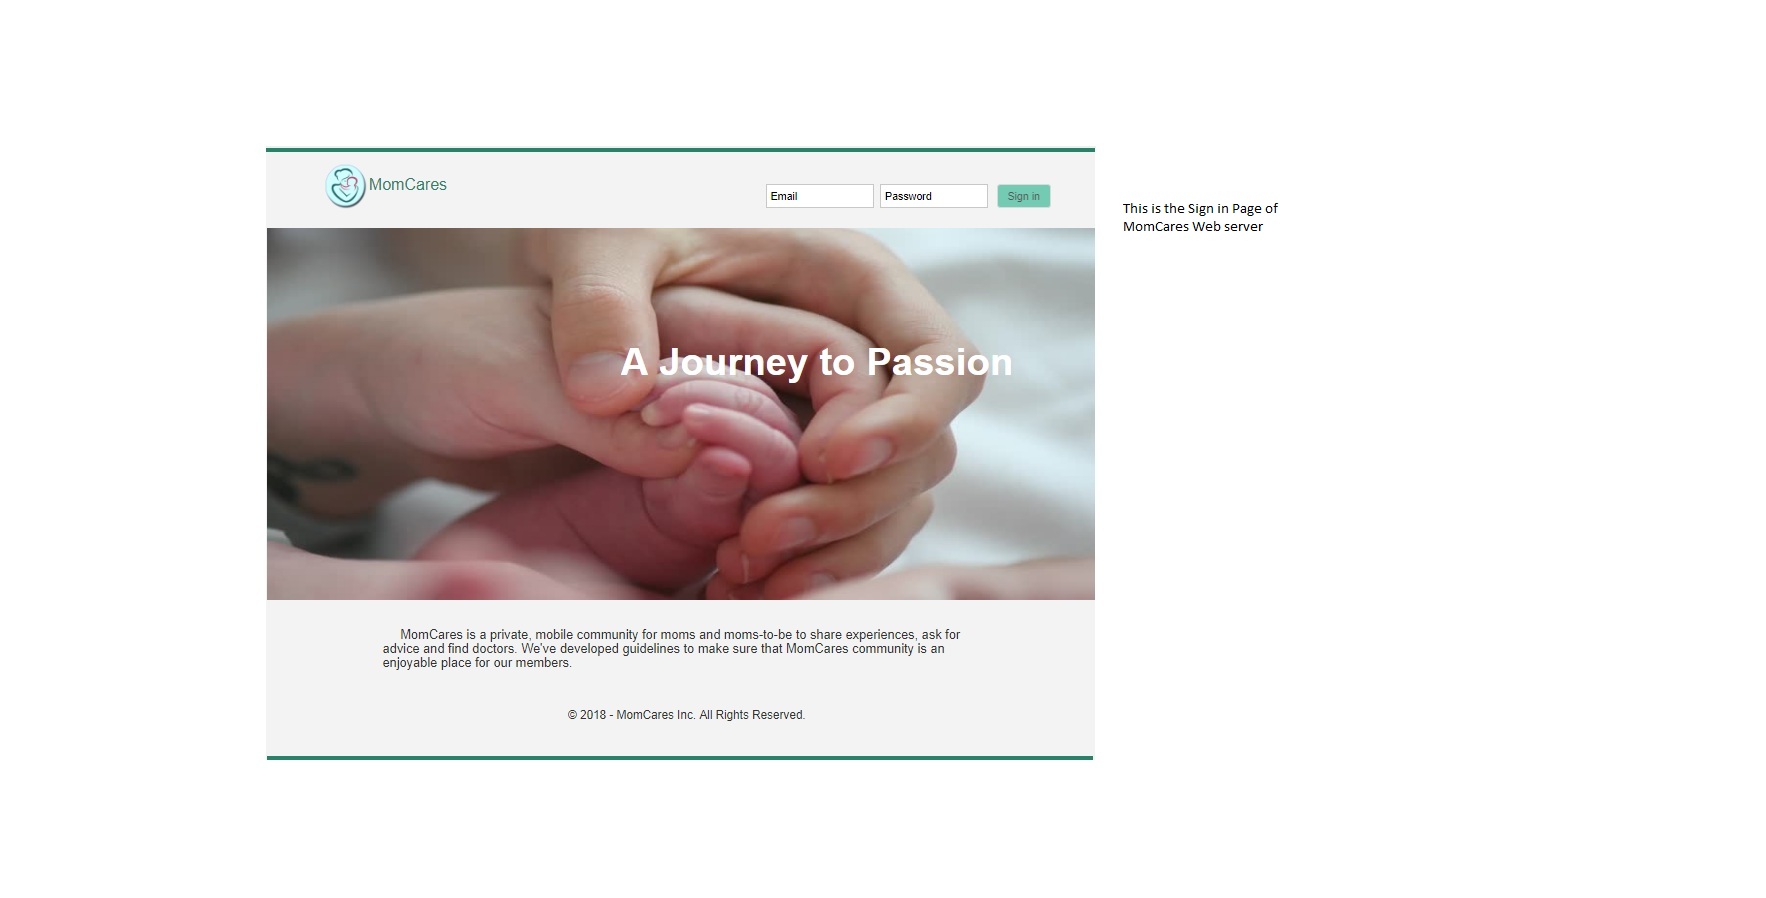 MomCares
Email
Password
Sign in
This is the Sign in Page of
MomCares Web server
A Journey to Passion
MomCares is a private, mobile community for moms and moms-to-be to share experiences, ask for
advice and find doctors. We've developed guidelines to make sure that MomCares community is an
enjoyable place for our members.
© 2018 - MomCares Inc. All Rights Reserved.